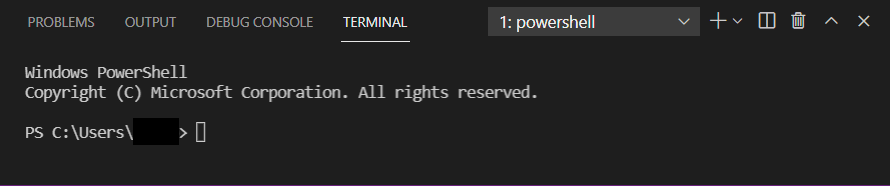 PROBLEMS OUTPUT DEBUG CONSOLE TERMINAL 1: powershell
Windows PowerShell
Copyright (C) Microsoft Corporation. All rights reserved.
PS C:\Users\ >